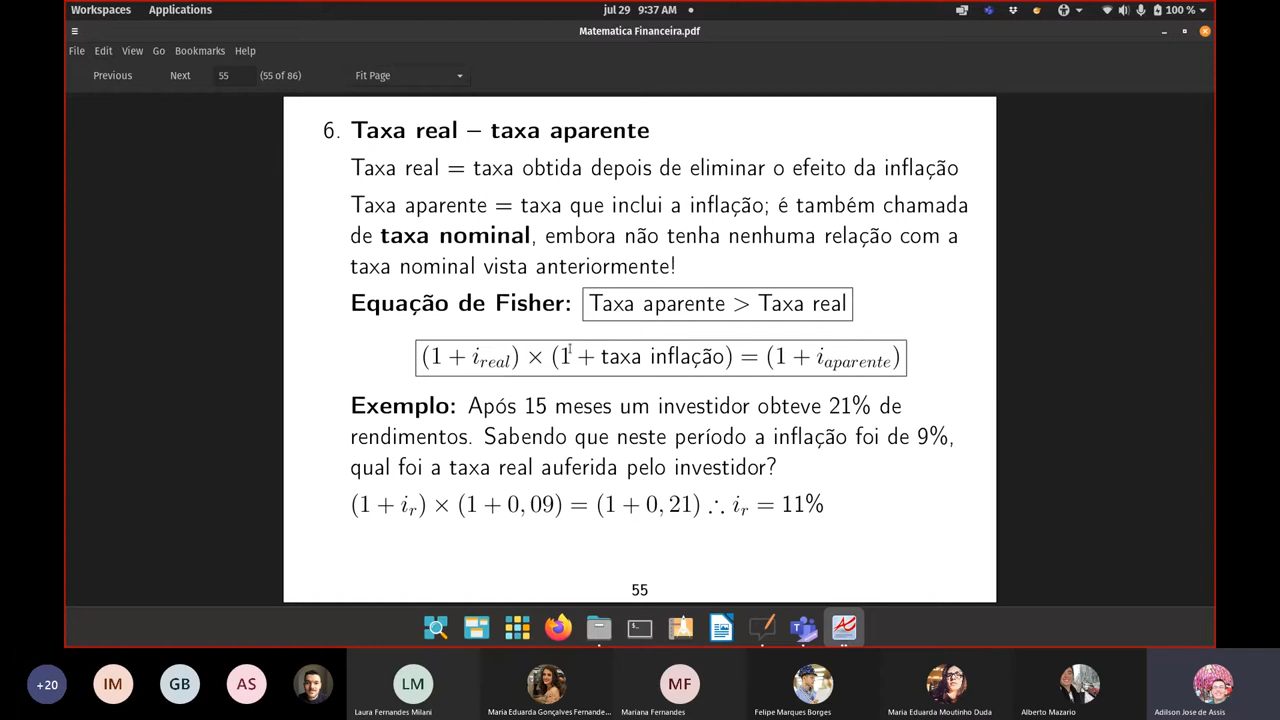 Workspaces Applications jul 29 9:37 AM 100 %
Matematica Financeira.pdf
File Edit View Go Bookmarks Help
Previous Next 55 (55 of 86) Fit Page
6. Taxa real – taxa aparente
Taxa real = taxa obtida depois de eliminar o efeito da inflação
Taxa aparente = taxa que inclui a inflação; é também chamada
de taxa nominal, embora não tenha nenhuma relação com a
taxa nominal vista anteriormente!
Equação de Fisher: Taxa aparente > Taxa real
(1 + i_real) × (1 + taxa inflação) = (1 + i_aparente)
Exemplo: Após 15 meses um investidor obteve 21% de
rendimentos. Sabendo que neste período a inflação foi de 9%,
qual foi a taxa real auferida pelo investidor?
(1 + i_r) × (1 + 0, 09) = (1 + 0, 21) ∴ i_r = 11%
55
+20 IM GB AS LM MF
Laura Fernandes Milani Maria Eduarda Gonçalves Fernande... Mariana Fernandes Felipe Marques Borges Maria Eduarda Moutinho Duda Alberto Mazario Adilson Jose de Assis